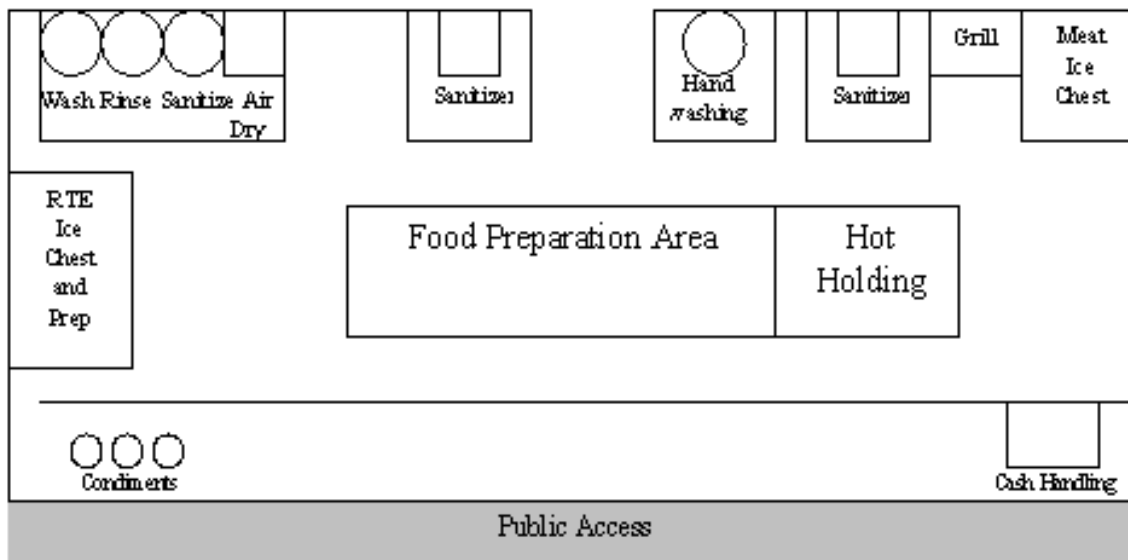 Wash Rinse Sanitize Air
Dry
Sanitizer
Hand
washing
Sanitizer
Grill
Meat
Ice
Chest
RTE
Ice
Chest
and
Prep
Food Preparation Area
Hot
Holding
Condiments
Cash Handling
Public Access